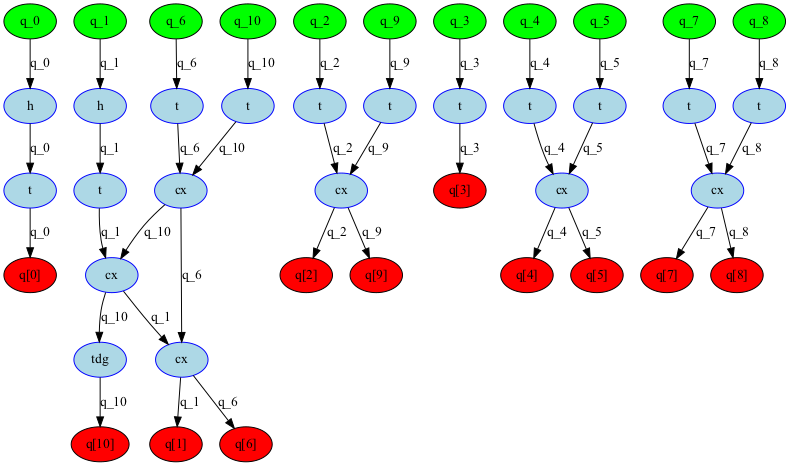 q_0 q_1 q_6 q_10 q_2 q_9 q_3 q_4 q_5 q_7 q_8
q_0 q_1 q_6 q_10 q_2 q_9 q_3 q_4 q_5 q_7 q_8
h h t t t t t t t t t
q_0 q_1 q_6 q_10 q_2 q_9 q_3 q_4 q_5 q_7 q_8
t t cx cx q[3] cx cx
q_0 q_1 q_10 q_6 q_2 q_9 q_4 q_5 q_7 q_8
q[0] cx q[2] q[9] q[4] q[5] q[7] q[8]
q_10 q_1
tdg cx
q_10 q_1 q_6
q[10] q[1] q[6]